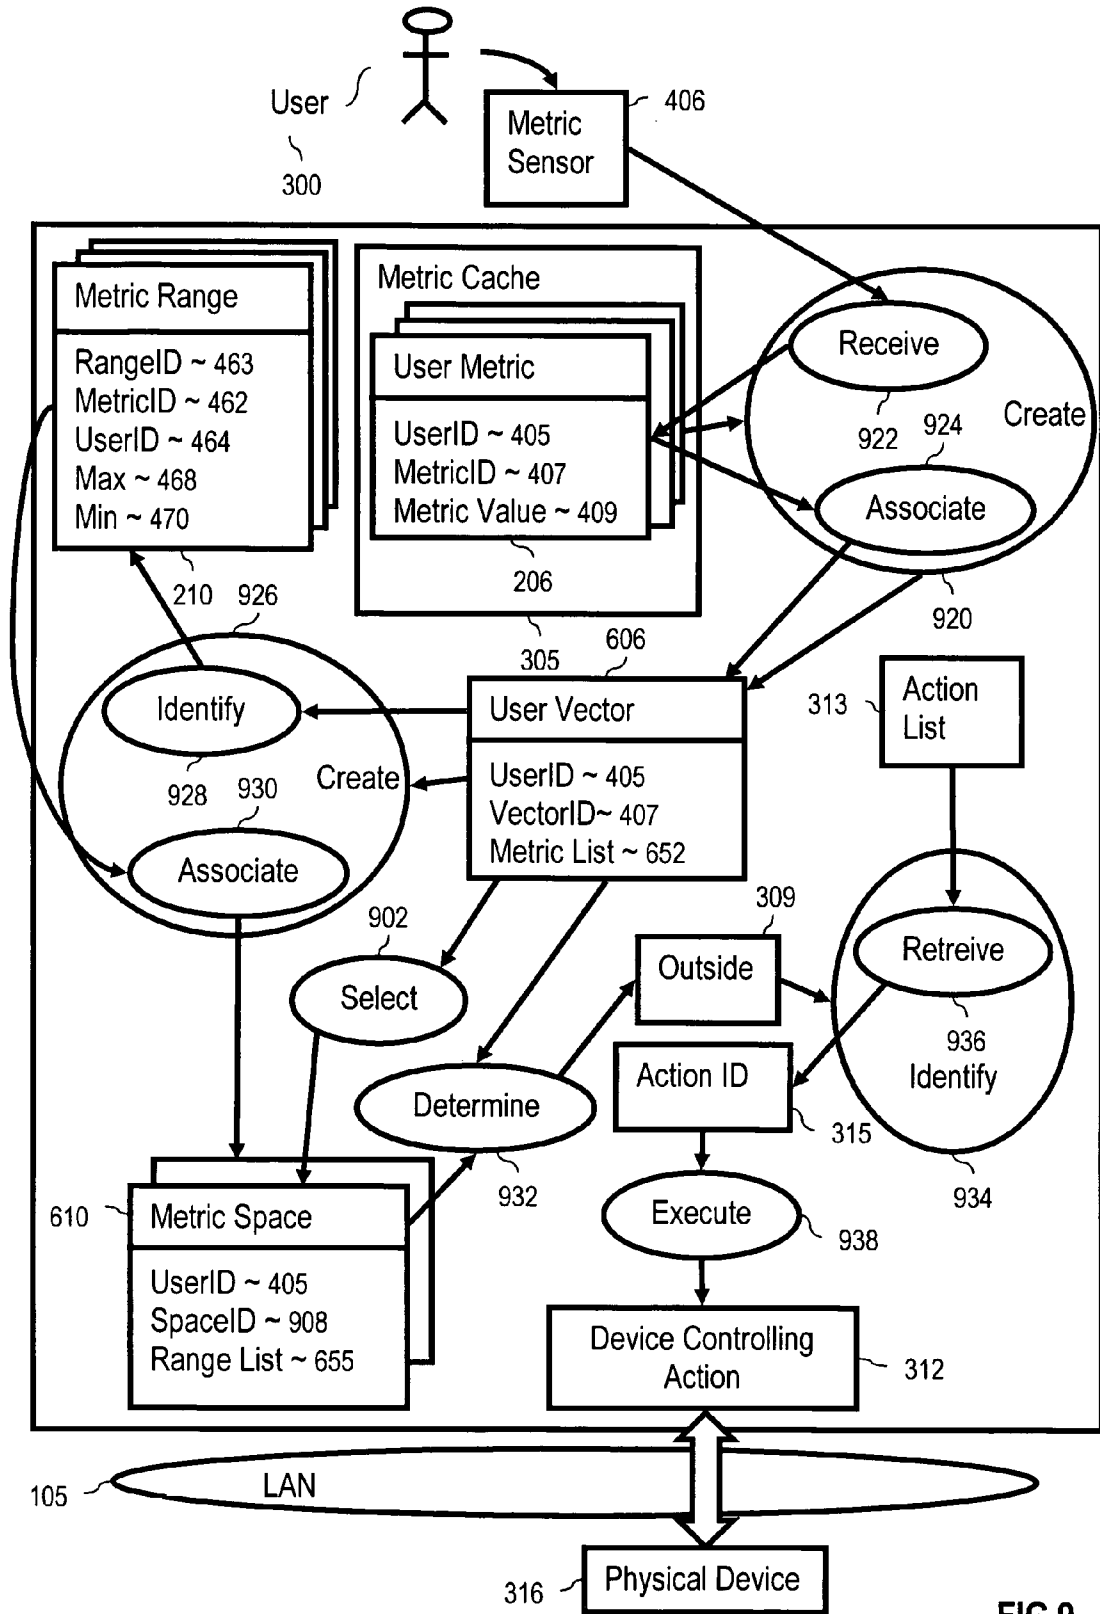 User
300
Metric
Sensor
406
Metric Range
RangeID ~ 463
MetricID ~ 462
UserID ~ 464
Max ~ 468
Min ~ 470
210
Metric Cache
User Metric
UserID ~ 405
MetricID ~ 407
Metric Value ~ 409
206
305
Receive
922
924
Create
Associate
920
926
Identify
928
930
Create
Associate
606
User Vector
UserID ~ 405
VectorID~ 407
Metric List ~ 652
313
Action
List
902
Select
309
Outside
Retreive
936
Identify
934
Determine
932
Action ID
315
Execute
938
610
Metric Space
UserID ~ 405
SpaceID ~ 908
Range List ~ 655
Device Controlling
Action
312
105
LAN
316
Physical Device
FIG 9